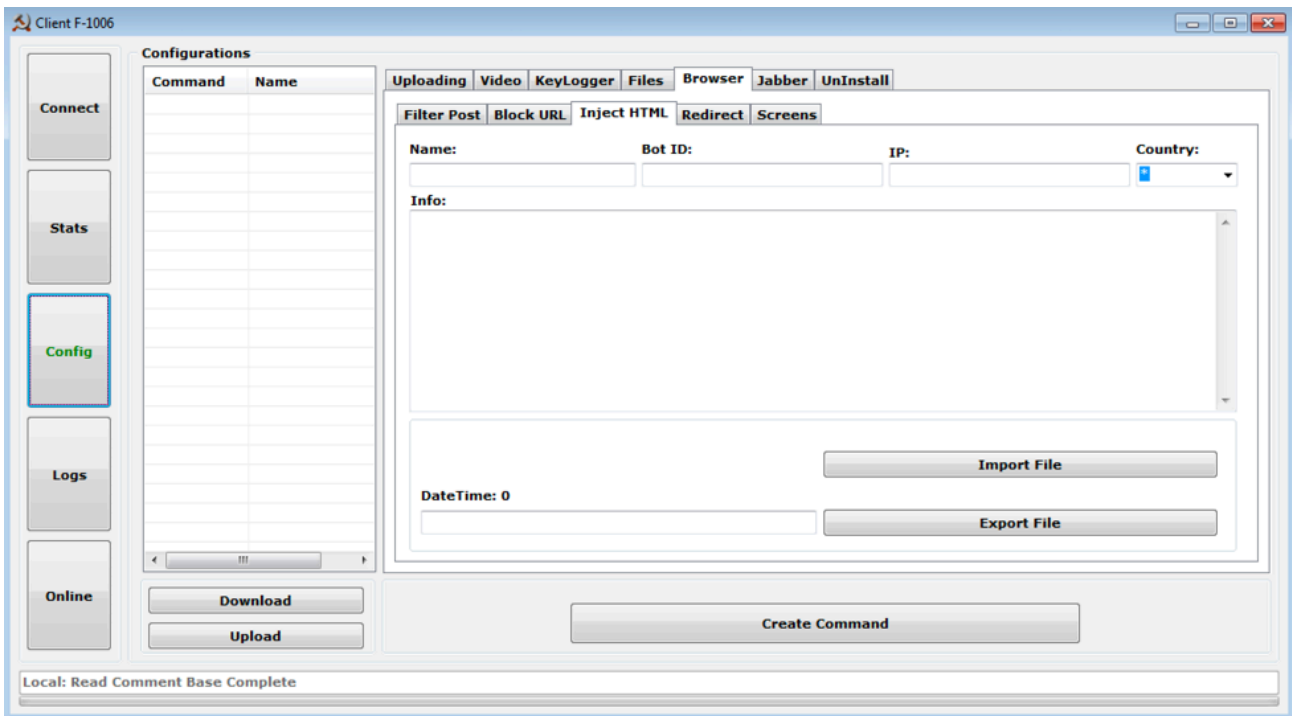 Client F-1006
Configurations
Connect
Stats
Config
Logs
Online
Command Name
Download
Upload
Uploading Video KeyLogger Files Browser Jabber UnInstall
Filter Post Block URL Inject HTML Redirect Screens
Name: Bot ID: IP: Country:
*
Info:
Import File
DateTime: 0
Export File
Create Command
Local: Read Comment Base Complete